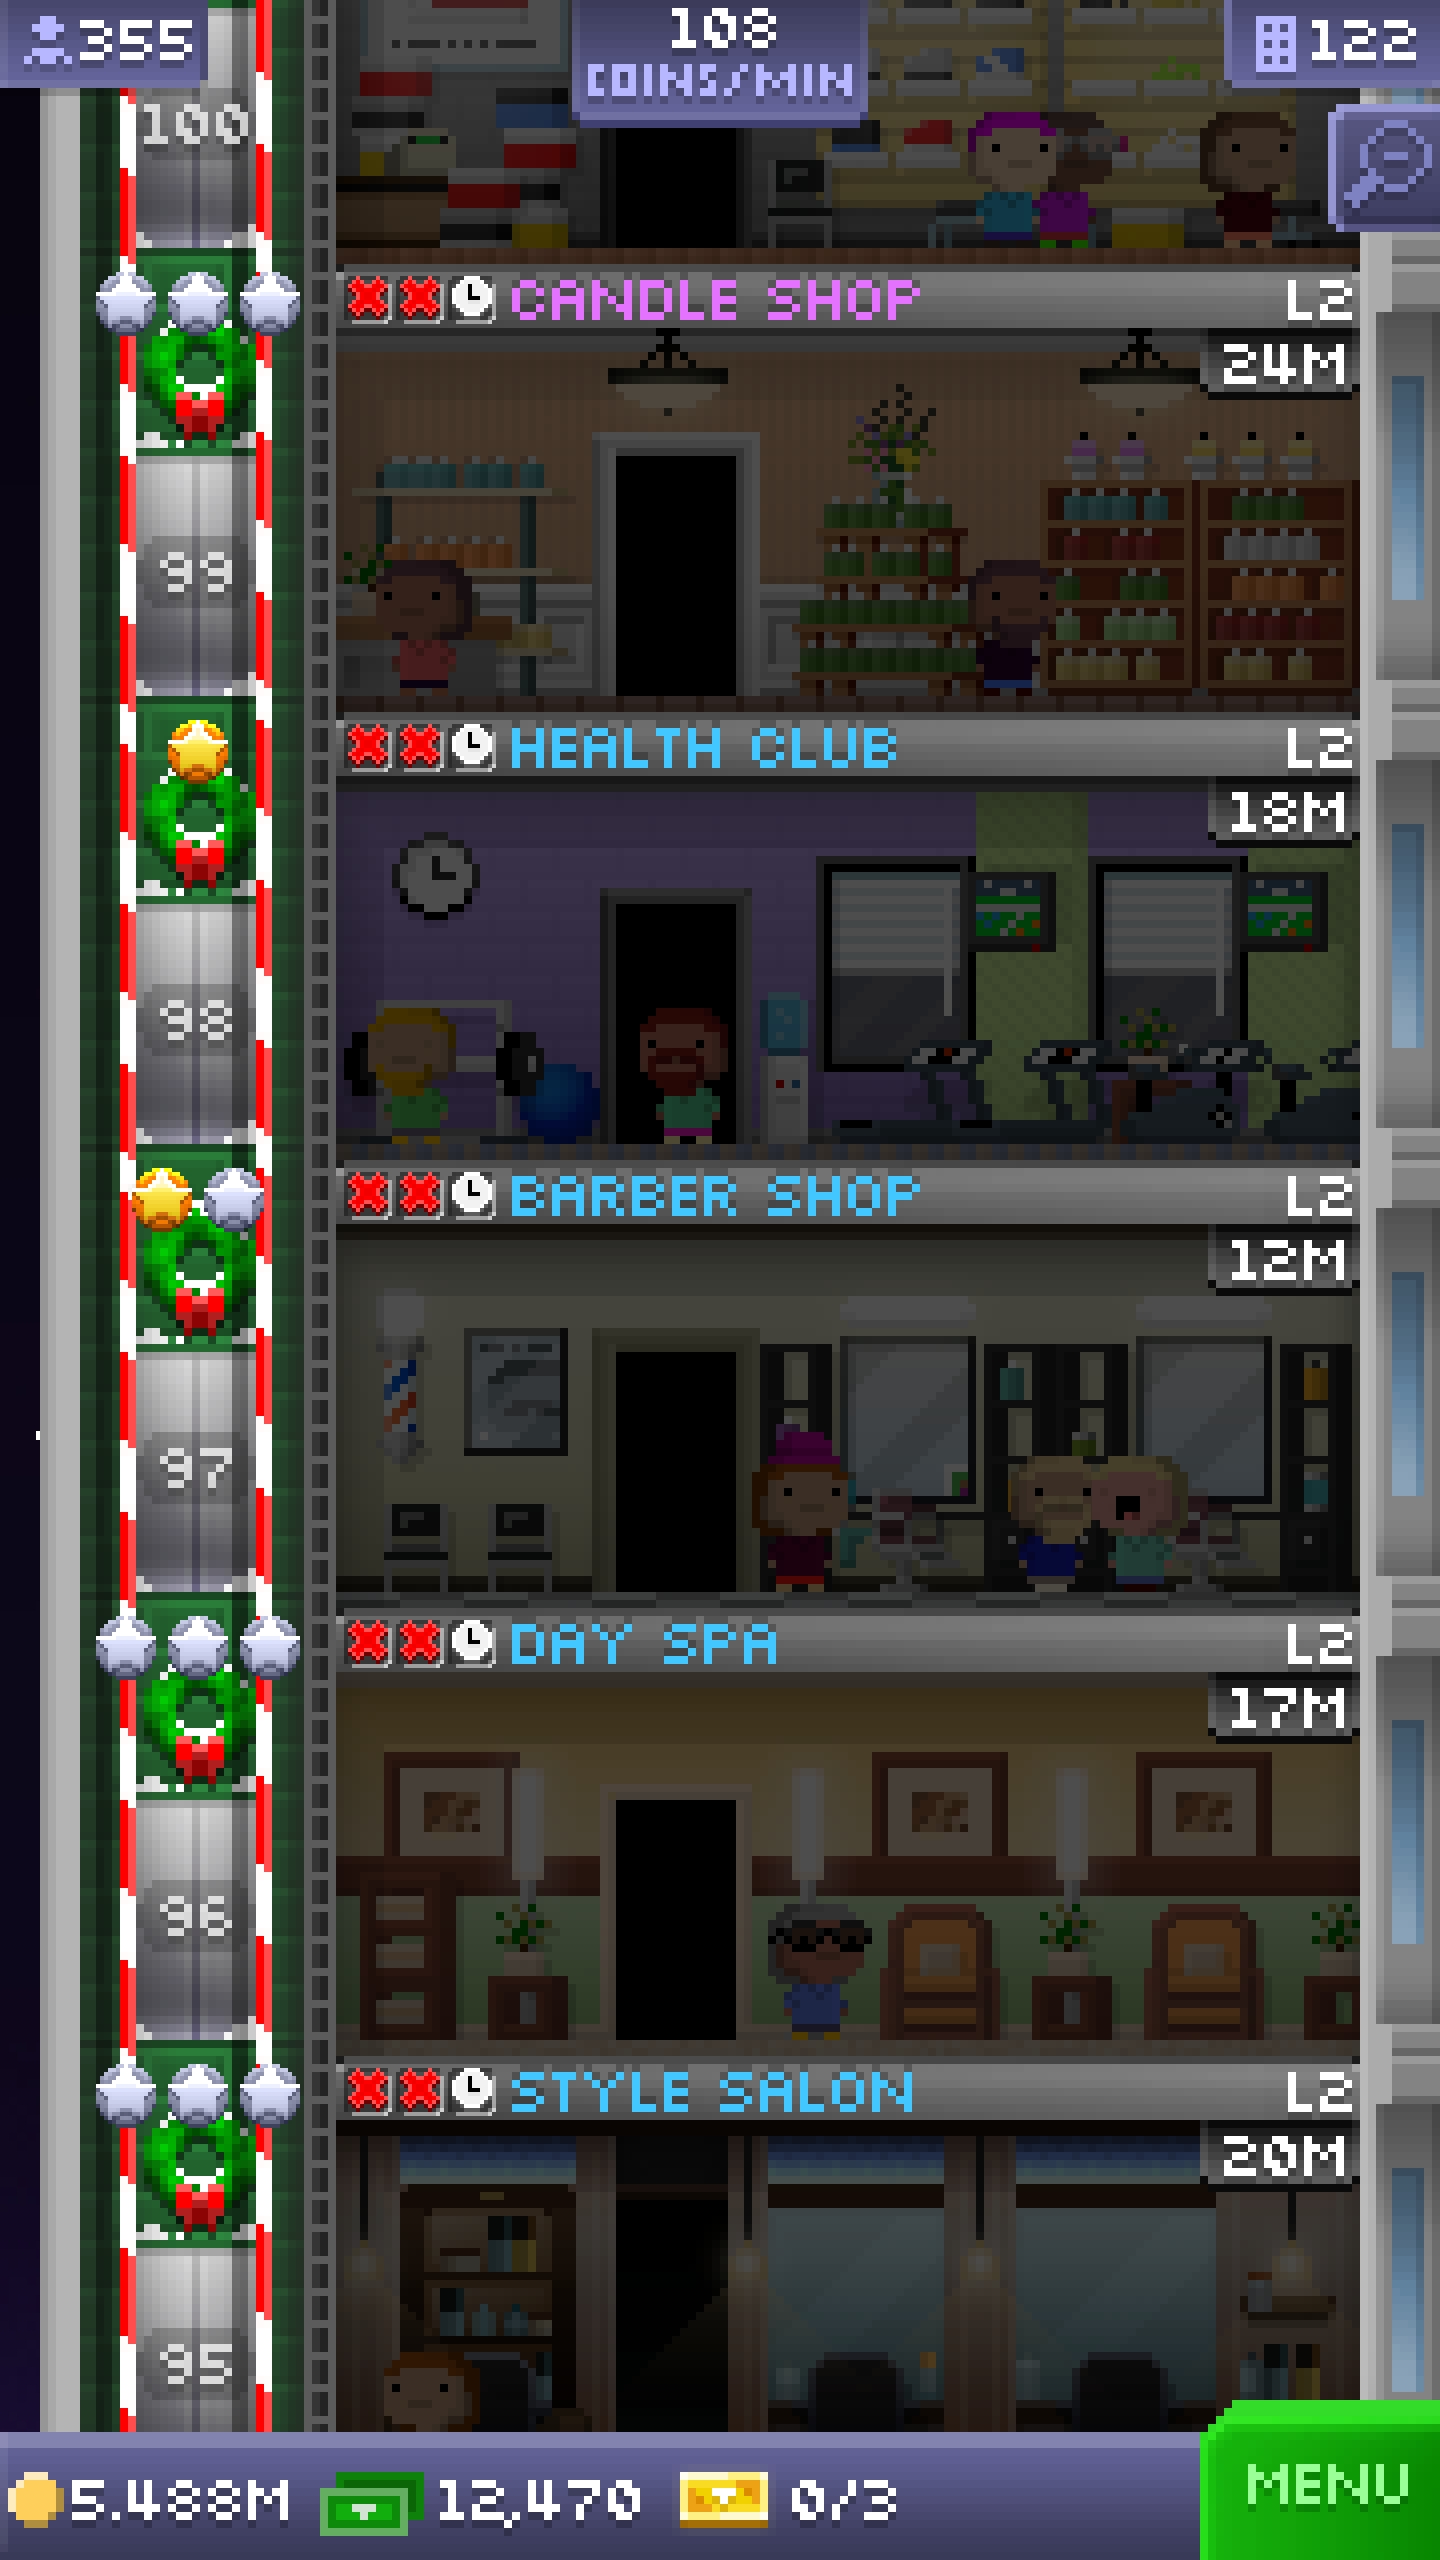 355
108
COINS/MIN
122
100
CANDLE SHOP L2
24M
99
HEALTH CLUB L2
18M
98
BARBER SHOP L2
12M
97
DAY SPA L2
17M
96
STYLE SALON L2
20M
95
5.488M 12,470 0/3 MENU